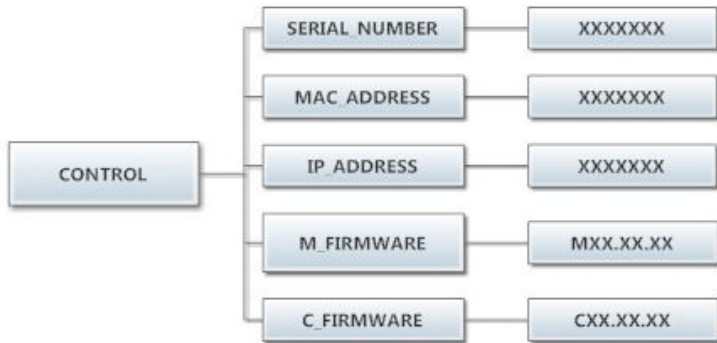 SERIAL_NUMBER XXXXXXX
MAC_ADDRESS XXXXXXX
CONTROL
IP_ADDRESS XXXXXXX
M_FIRMWARE MXX.XX.XX
C_FIRMWARE CXX.XX.XX